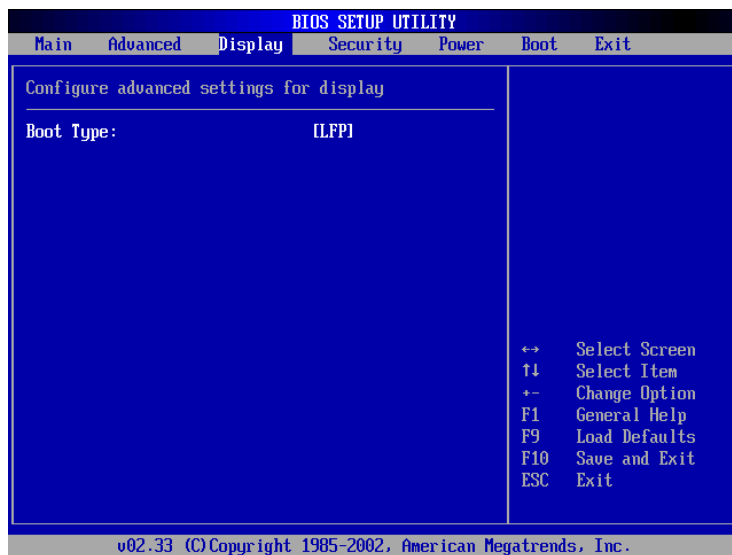 BIOS SETUP UTILITY
Main Advanced Display Security Power Boot Exit
Configure advanced settings for display
Boot Type: [LFP]
↔ Select Screen
↑↓ Select Item
+- Change Option
F1 General Help
F9 Load Defaults
F10 Save and Exit
ESC Exit
v02.33 (C)Copyright 1985-2002, American Megatrends, Inc.